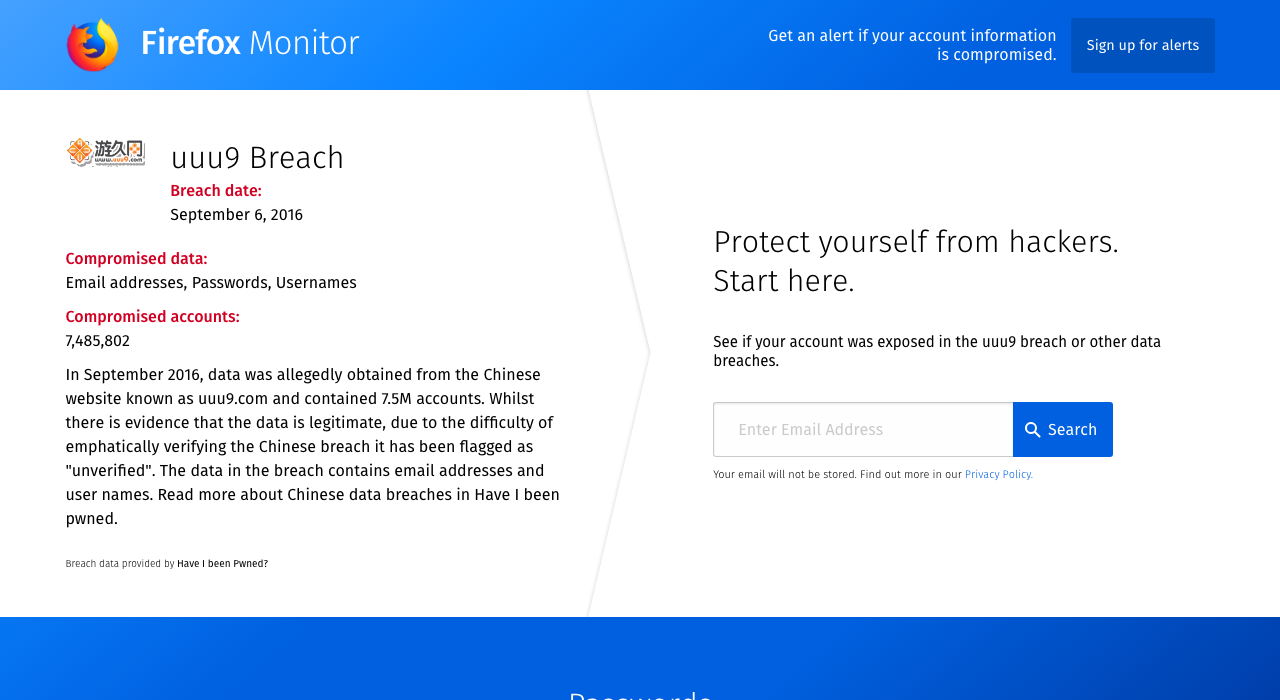 Firefox Monitor
Get an alert if your account information
is compromised.
Sign up for alerts
游久网
www.uuu9.com
uuu9 Breach
Breach date:
September 6, 2016
Compromised data:
Email addresses, Passwords, Usernames
Compromised accounts:
7,485,802
In September 2016, data was allegedly obtained from the Chinese
website known as uuu9.com and contained 7.5M accounts. Whilst
there is evidence that the data is legitimate, due to the difficulty of
emphatically verifying the Chinese breach it has been flagged as
"unverified". The data in the breach contains email addresses and
user names. Read more about Chinese data breaches in Have I been
pwned.
Breach data provided by Have I been Pwned?
Protect yourself from hackers.
Start here.
See if your account was exposed in the uuu9 breach or other data
breaches.
Enter Email Address
Search
Your email will not be stored. Find out more in our Privacy Policy.
Passwords